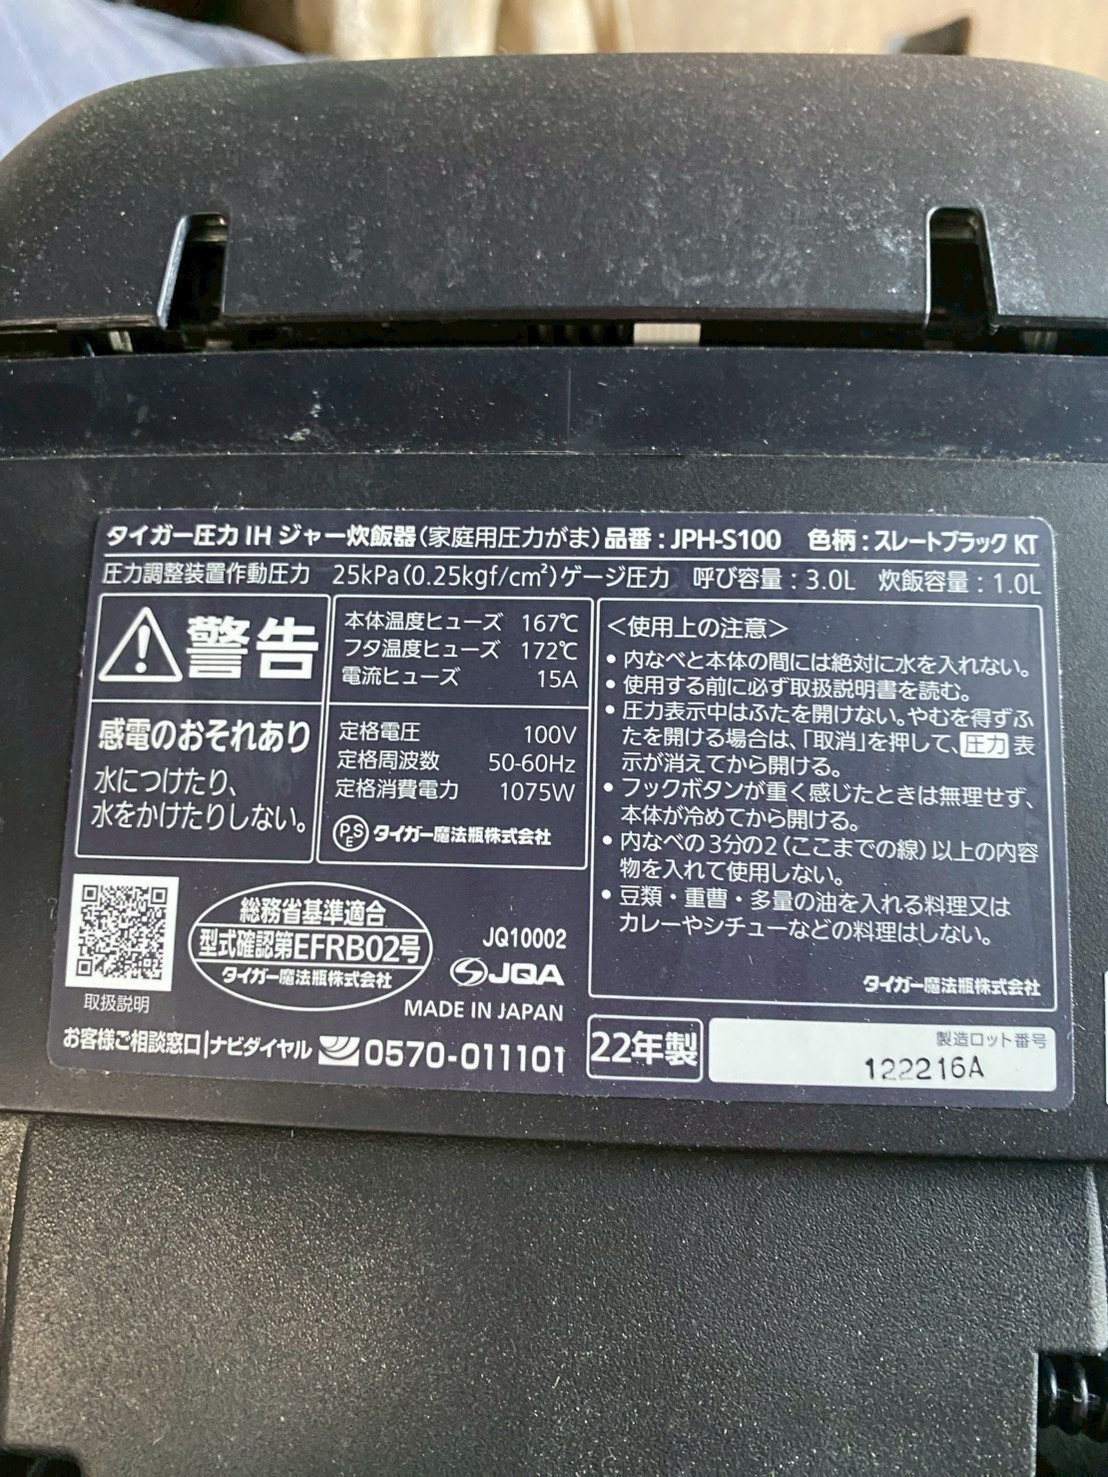 タイガー圧力IHジャー炊飯器(家庭用圧力がま)品番:JPH-S100 色柄:スレートブラック KT
圧力調整装置作動圧力 25kPa(0.25kgf/cm²)ゲージ圧力 呼び容量:3.0L 炊飯容量:1.0L
警告
感電のおそれあり
水につけたり、
水をかけたりしない。
本体温度ヒューズ 167℃
フタ温度ヒューズ 172℃
電流ヒューズ 15A
定格電圧 100V
定格周波数 50-60Hz
定格消費電力 1075W
PSE タイガー魔法瓶株式会社
<使用上の注意>
•内なべと本体の間には絶対に水を入れない。
•使用する前に必ず取扱説明書を読む。
•圧力表示中はふたを開けない。やむを得ずふ
たを開ける場合は、「取消」を押して、圧力表
示が消えてから開ける。
•フックボタンが重く感じたときは無理せず、
本体が冷めてから開ける。
•内なべの3分の2(ここまでの線)以上の内容
物を入れて使用しない。
•豆類・重曹・多量の油を入れる料理又は
カレーやシチューなどの料理はしない。
タイガー魔法瓶株式会社
取扱説明
総務省基準適合
型式確認第EFRB02号
タイガー魔法瓶株式会社
JQ10002
JQA
MADE IN JAPAN
お客様ご相談窓口|ナビダイヤル 0570-011101
22年製
製造ロット番号
122216A